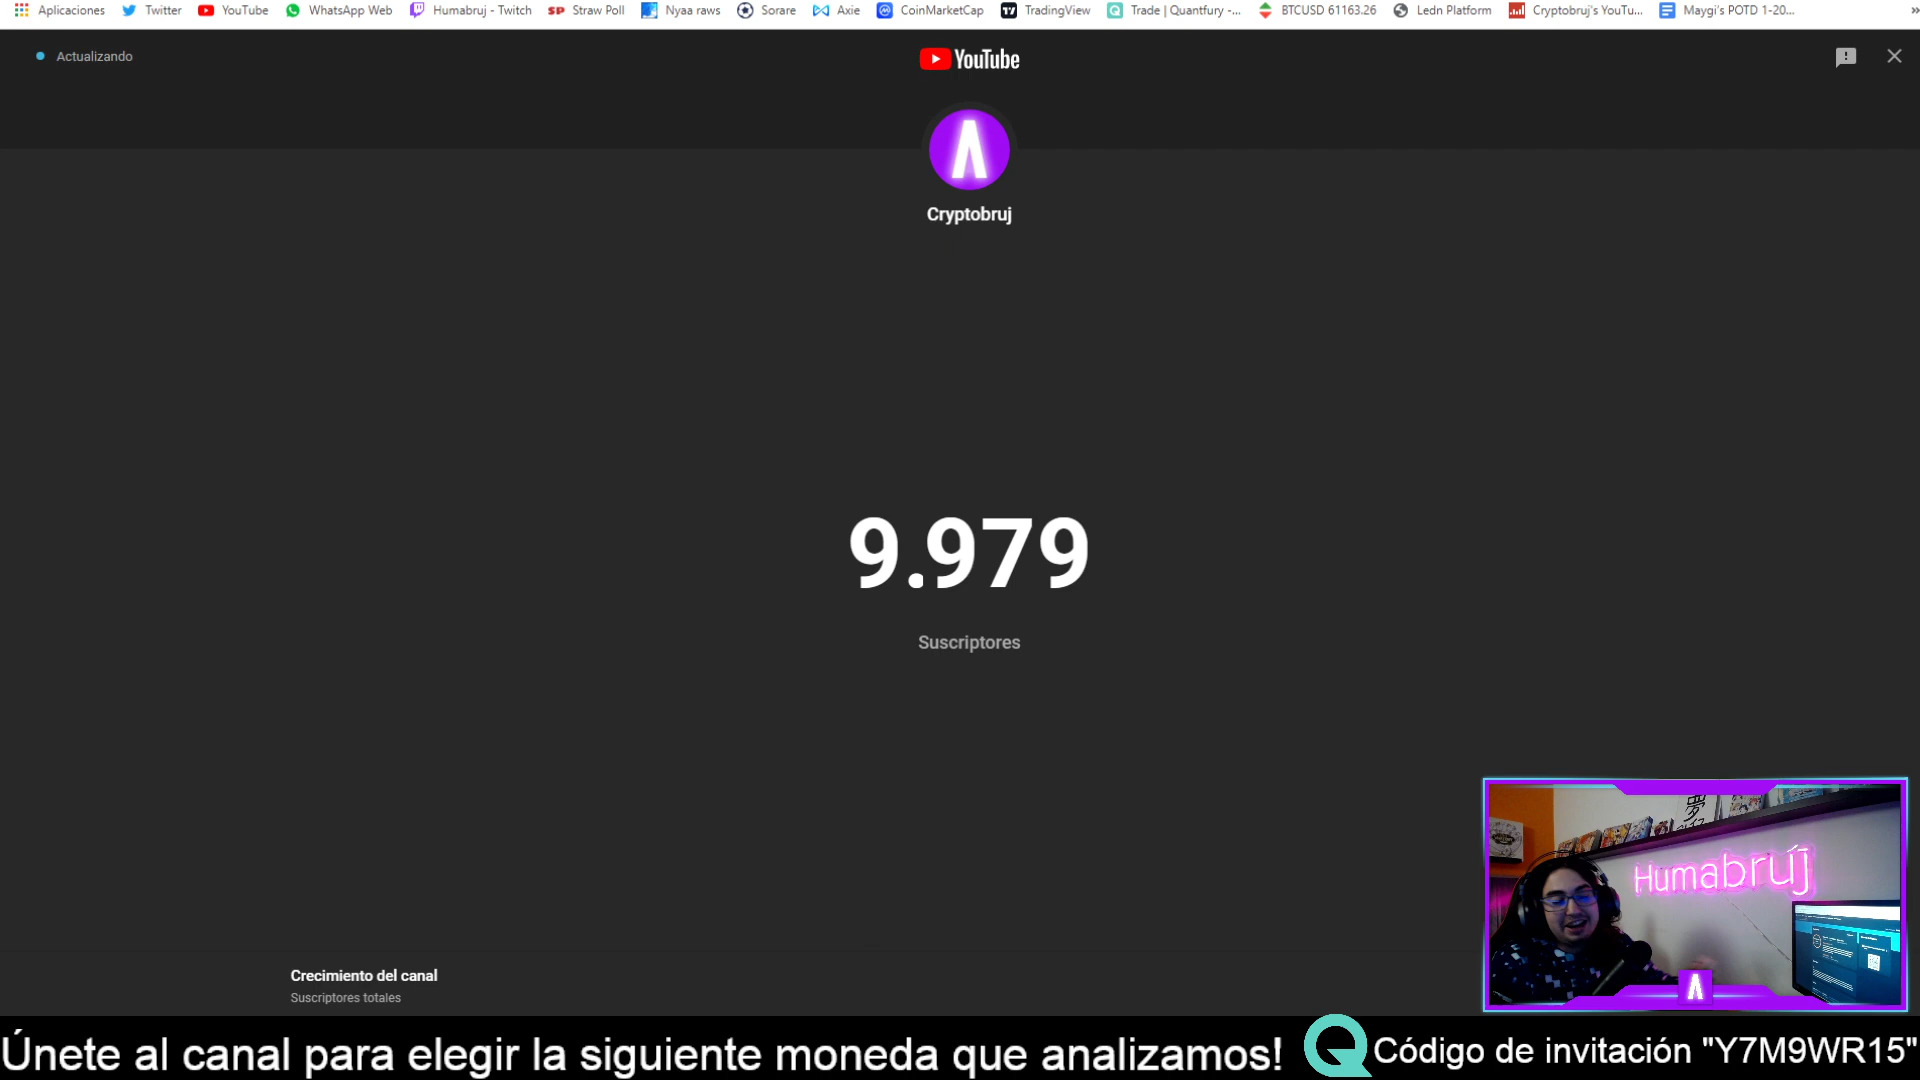 Aplicaciones Twitter YouTube WhatsApp Web Humabruj - Twitch SP Straw Poll Nyaa raws Sorare Axie CoinMarketCap TradingView Trade | Quantfury -... BTCUSD 61163.26 Ledn Platform Cryptobruj's YouTu... Maygi's POTD 1-20... »
Actualizando
YouTube
Cryptobruj
9.979
Suscriptores
Humabrüj
Crecimiento del canal
Suscriptores totales
Únete al canal para elegir la siguiente moneda que analizamos!
Código de invitación "Y7M9WR15"